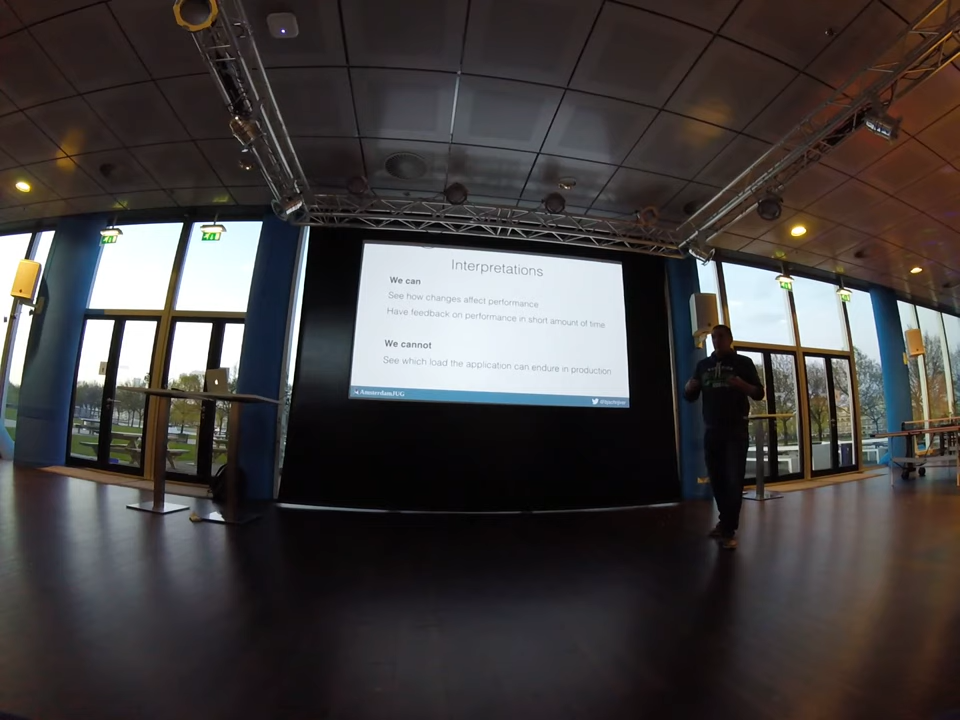 Interpretations
We can
See how changes affect performance
Have feedback on performance in short amount of time
We cannot
See which load the application can endure in production
AmsterdamJUG